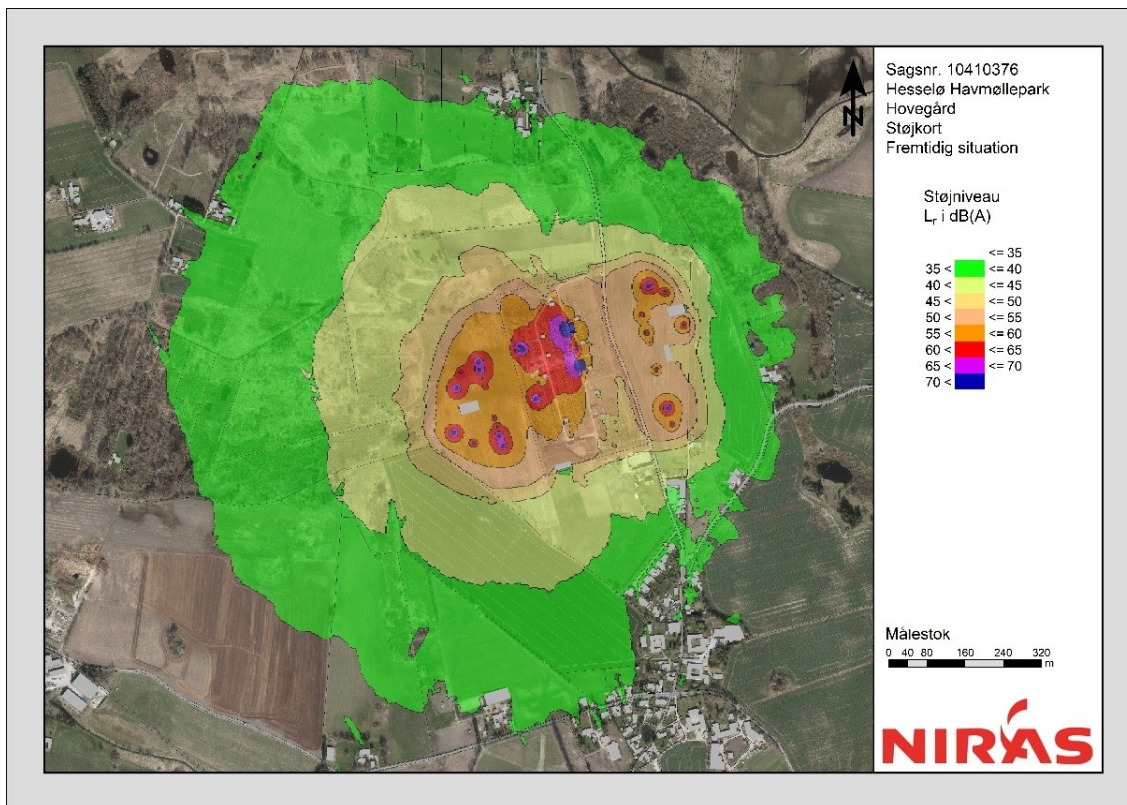 Sagsnr. 10410376
Hesselø Havmøllepark
Hovegård
Støjkort
Fremtidig situation
N
Støjniveau
Lr i dB(A)
<= 35
35 < <= 40
40 < <= 45
45 < <= 50
50 < <= 55
55 < <= 60
60 < <= 65
65 < <= 70
70 <
Målestok
0 40 80 160 240 320
m
NIRAS